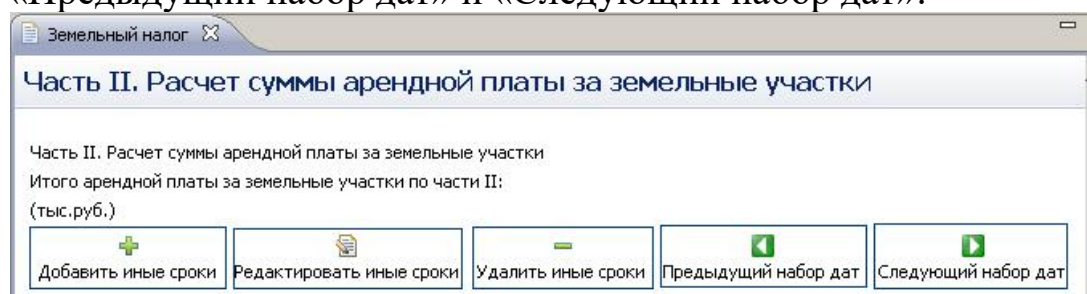 «Предыдущий набор дат» и «Следующий набор дат».
Земельный налог
Часть II. Расчет суммы арендной платы за земельные участки
Часть II. Расчет суммы арендной платы за земельные участки
Итого арендной платы за земельные участки по части II:
(тыс.руб.)
Добавить иные сроки Редактировать иные сроки Удалить иные сроки Предыдущий набор дат Следующий набор дат